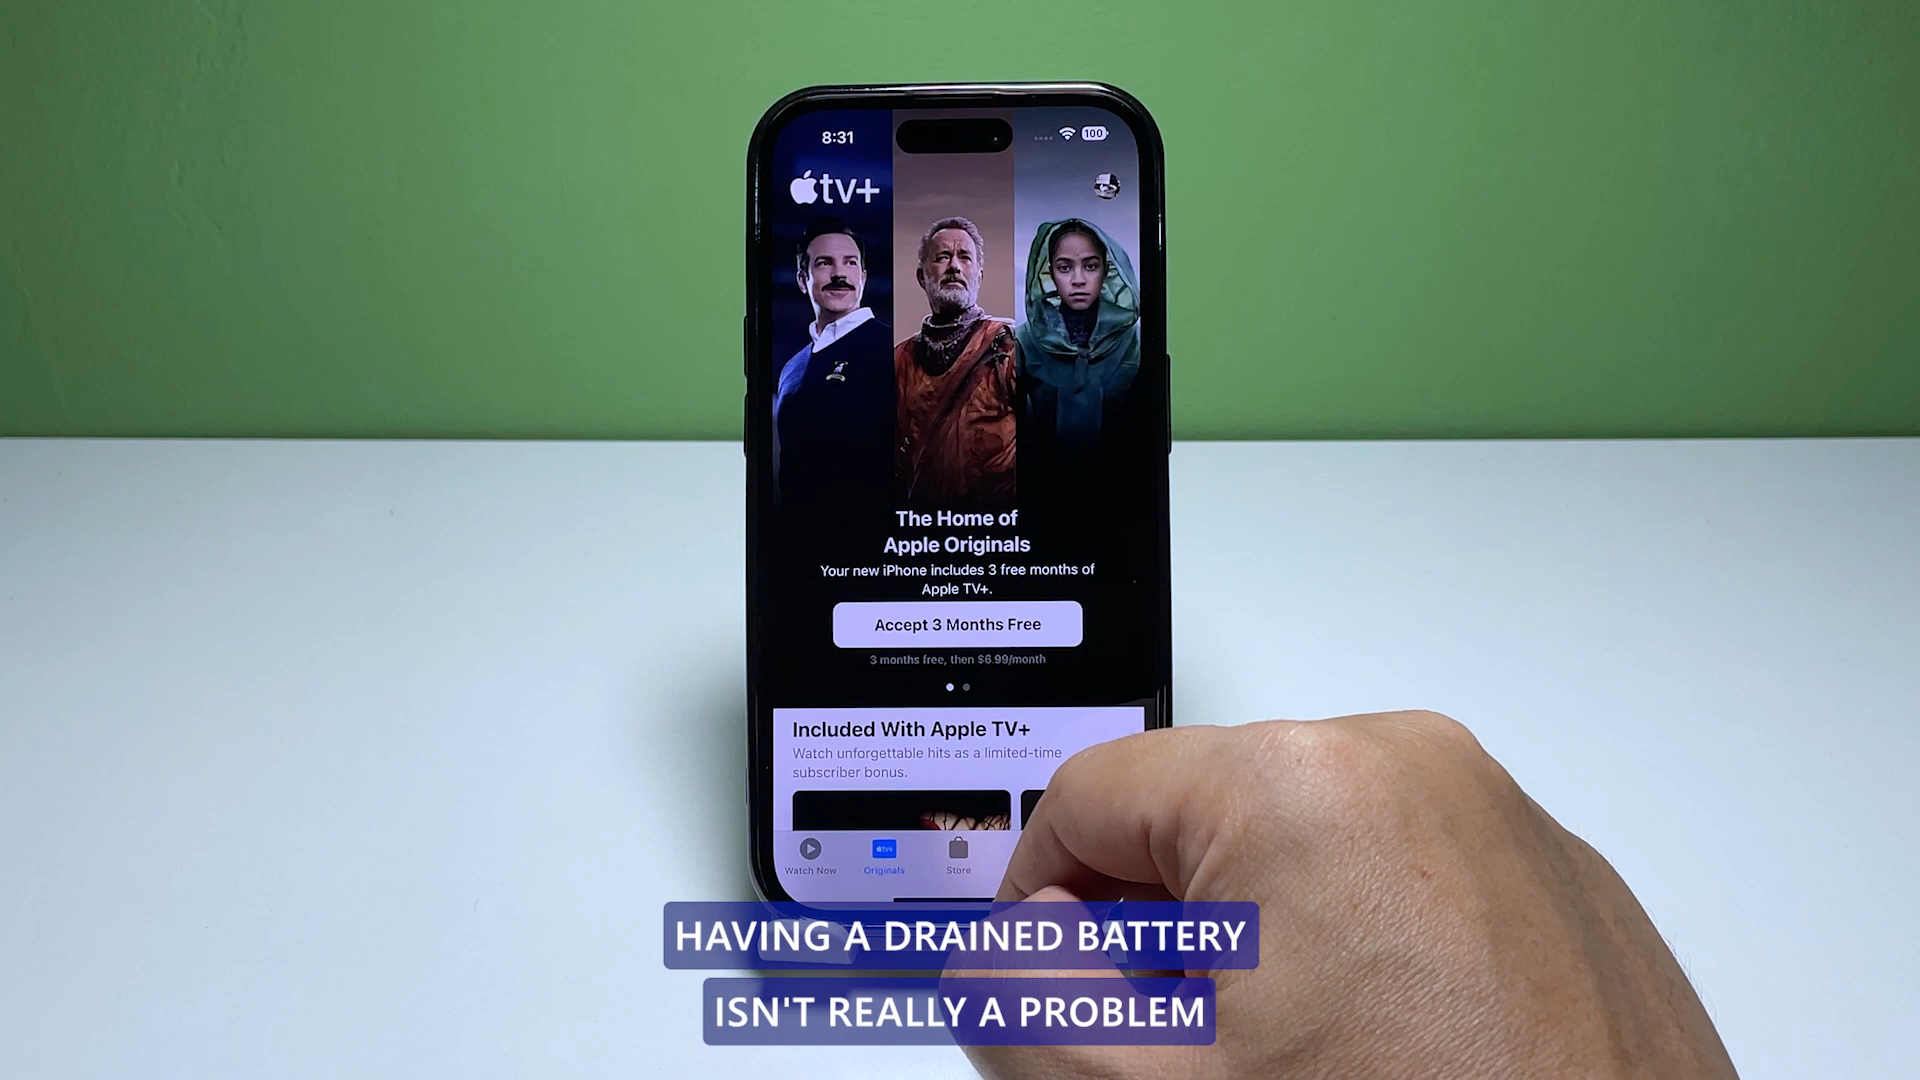 8:31
100
tv+
The Home of
Apple Originals
Your new iPhone includes 3 free months of
Apple TV+.
Accept 3 Months Free
3 months free, then $6.99/month
Included With Apple TV+
Watch unforgettable hits as a limited-time
subscriber bonus.
tv+
Watch Now
Originals
Store
HAVING A DRAINED BATTERY
ISN'T REALLY A PROBLEM